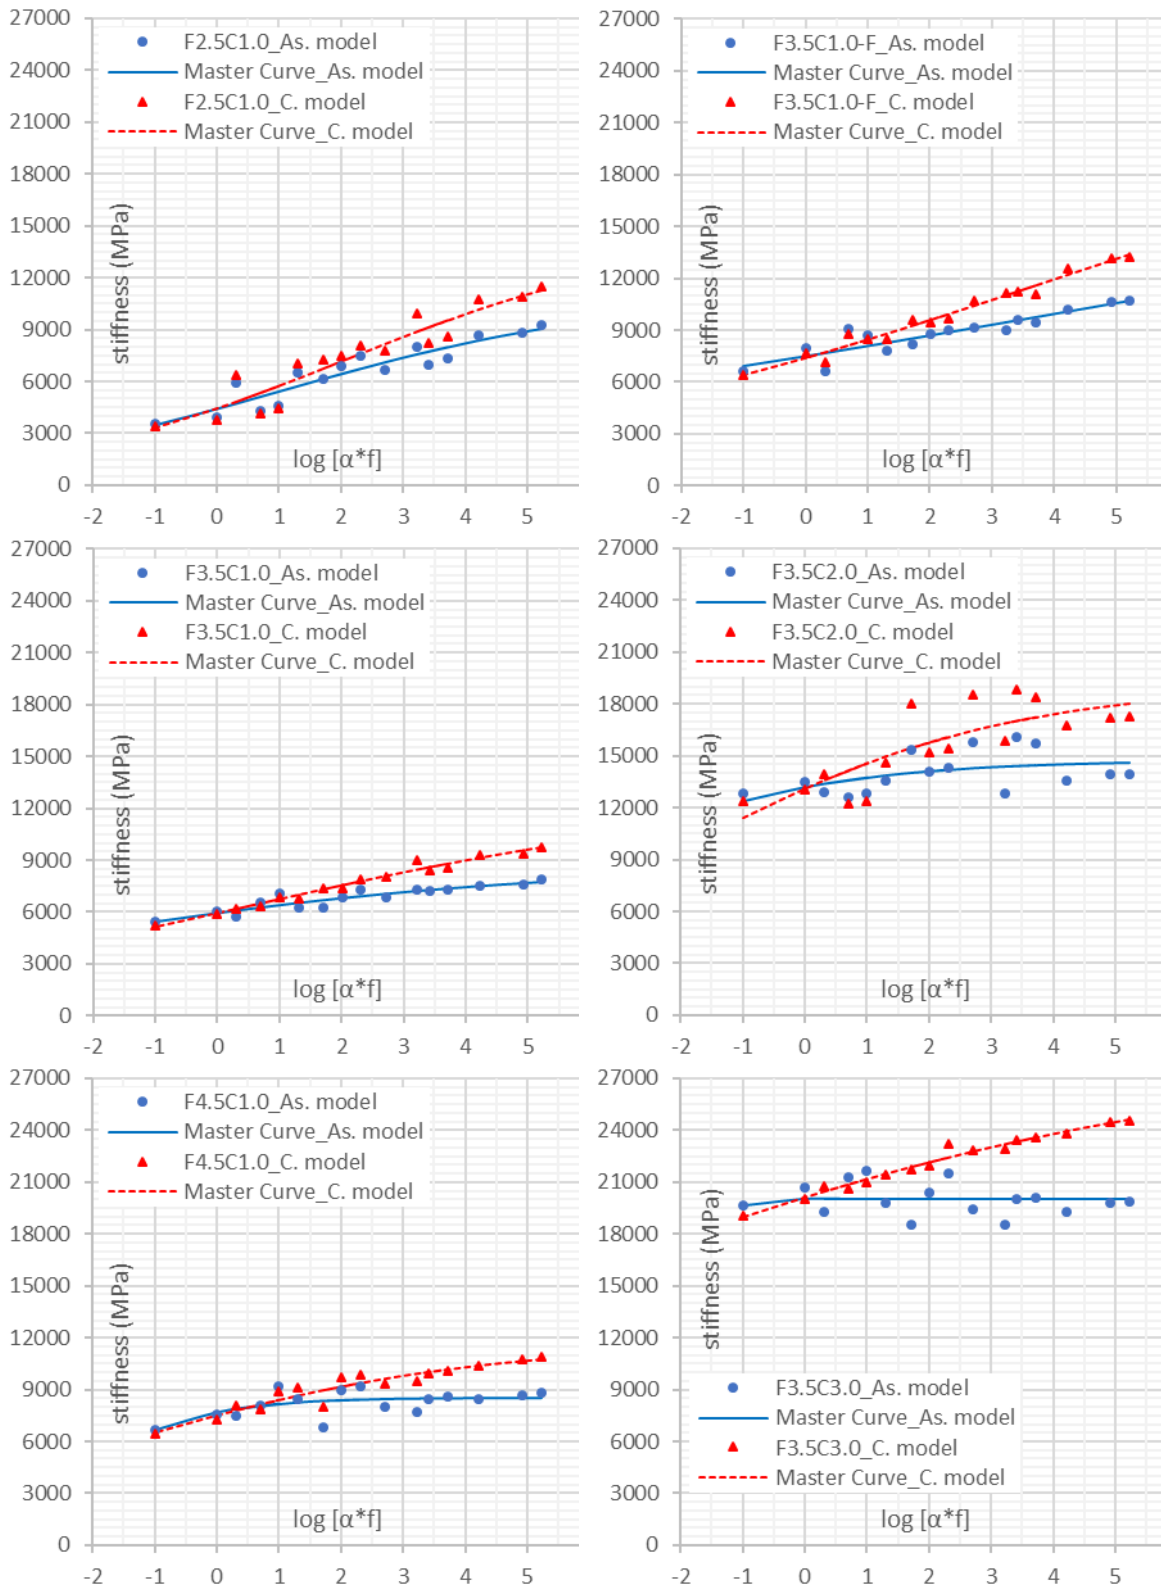 27000
24000
21000
18000
15000
12000
9000
6000
3000
0
-2 -1 0 1 2 3 4 5
stiffness (MPa)
log [α*f]
F2.5C1.0_As. model
Master Curve_As. model
F2.5C1.0_C. model
Master Curve_C. model
27000
24000
21000
18000
15000
12000
9000
6000
3000
0
-2 -1 0 1 2 3 4 5
stiffness (MPa)
log [α*f]
F3.5C1.0-F_As. model
Master Curve_As. model
F3.5C1.0-F_C. model
Master Curve_C. model
27000
24000
21000
18000
15000
12000
9000
6000
3000
0
-2 -1 0 1 2 3 4 5
stiffness (MPa)
log [α*f]
F3.5C1.0_As. model
Master Curve_As. model
F3.5C1.0_C. model
Master Curve_C. model
27000
24000
21000
18000
15000
12000
9000
6000
3000
0
-2 -1 0 1 2 3 4 5
stiffness (MPa)
log [α*f]
F3.5C2.0_As. model
Master Curve_As. model
F3.5C2.0_C. model
Master Curve_C. model
27000
24000
21000
18000
15000
12000
9000
6000
3000
0
-2 -1 0 1 2 3 4 5
stiffness (MPa)
log [α*f]
F4.5C1.0_As. model
Master Curve_As. model
F4.5C1.0_C. model
Master Curve_C. model
27000
24000
21000
18000
15000
12000
9000
6000
3000
0
-2 -1 0 1 2 3 4 5
stiffness (MPa)
log [α*f]
F3.5C3.0_As. model
Master Curve_As. model
F3.5C3.0_C. model
Master Curve_C. model